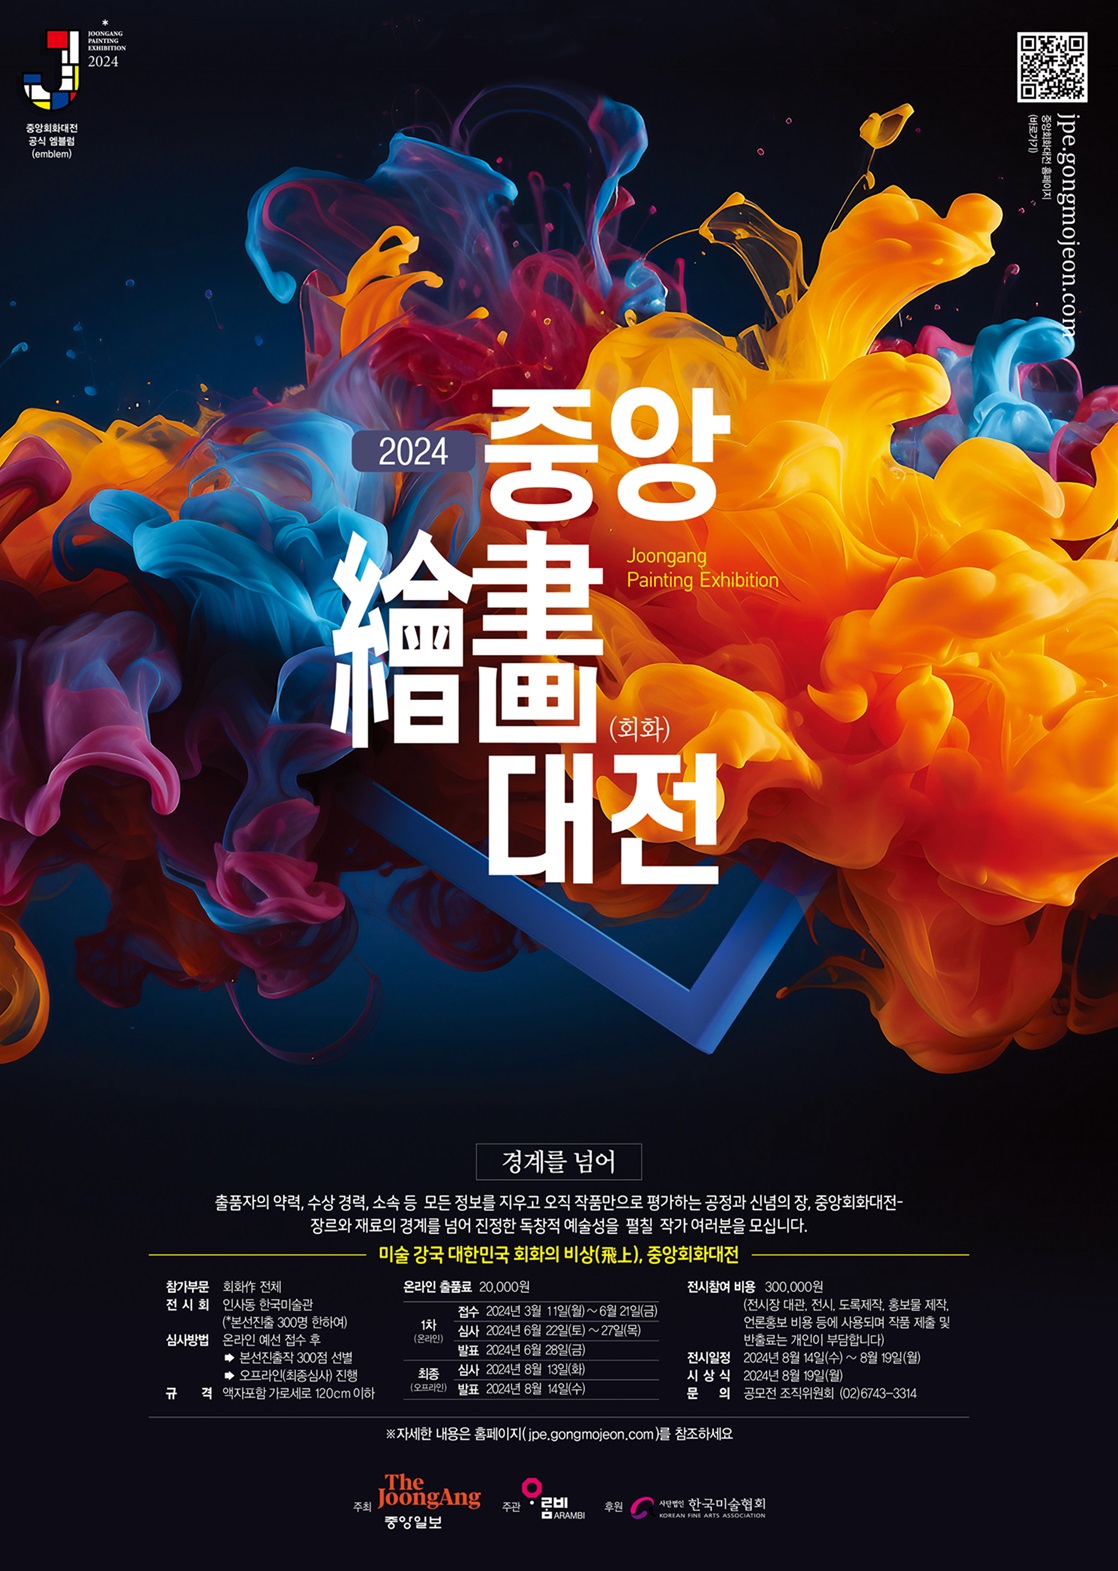 *
JOONGANG
PAINTING
EXHIBITION
2024
중앙회화대전
공식 엠블럼
(emblem)
jpe.gongmojeon.com
중앙회화대전 홈페이지
(바로가기)
2024
중앙
繪畫
Joongang
Painting Exhibition
(회화)
대전
경계를 넘어
출품자의 약력, 수상 경력, 소속 등 모든 정보를 지우고 오직 작품만으로 평가하는 공정과 신념의 장, 중앙회화대전-
장르와 재료의 경계를 넘어 진정한 독창적 예술성을 펼칠 작가 여러분을 모십니다.
미술 강국 대한민국 회화의 비상(飛上), 중앙회화대전
참가부문 회화作 전체
전 시 회 인사동 한국미술관
(*본선진출 300명 한하여)
심사방법 온라인 예선 접수 후
➡ 본선진출작 300점 선별
➡ 오프라인(최종심사) 진행
규 격 액자포함 가로세로 120cm 이하
온라인 출품료 20,000원
1차
(온라인)
접수 2024년 3월 11일(월) ~ 6월 21일(금)
심사 2024년 6월 22일(토) ~ 27일(목)
발표 2024년 6월 28일(금)
최종
(오프라인)
심사 2024년 8월 13일(화)
발표 2024년 8월 14일(수)
전시참여 비용 300,000원
(전시장 대관, 전시, 도록제작, 홍보물 제작,
언론홍보 비용 등에 사용되며 작품 제출 및
반출료는 개인이 부담합니다)
전시일정 2024년 8월 14일(수) ~ 8월 19일(월)
시 상 식 2024년 8월 19일(월)
문 의 공모전 조직위원회 (02)6743-3314
※자세한 내용은 홈페이지(jpe.gongmojeon.com)를 참조하세요
주최 The JoongAng 중앙일보
주관 아람비 ARAMBI
후원 사단법인 한국미술협회
KOREAN FINE ARTS ASSOCIATION